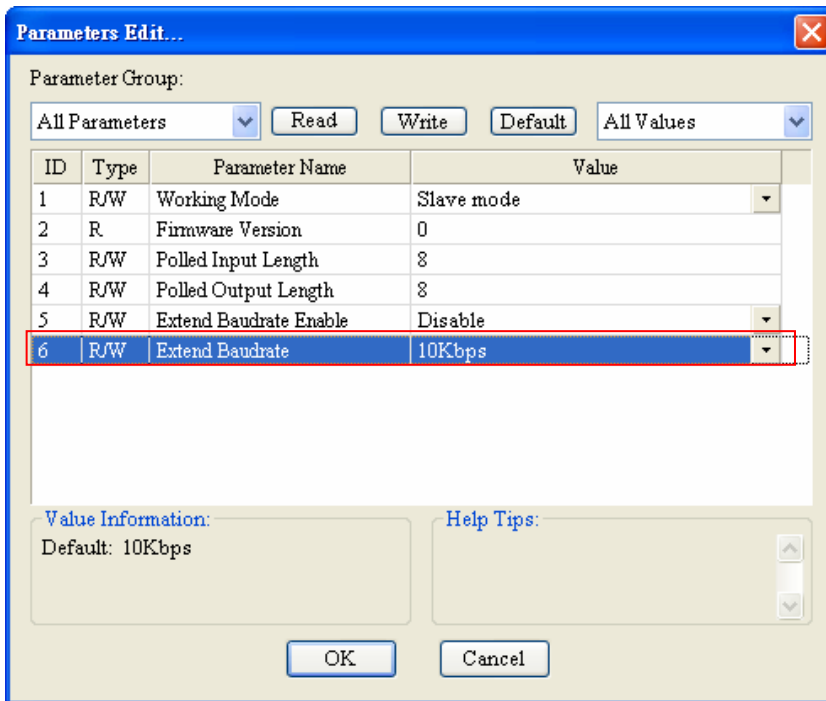 Parameters Edit...
Parameter Group:
All Parameters Read Write Default All Values
ID Type Parameter Name Value
1 R/W Working Mode Slave mode
2 R Firmware Version 0
3 R/W Polled Input Length 8
4 R/W Polled Output Length 8
5 R/W Extend Baudrate Enable Disable
6 R/W Extend Baudrate 10Kbps
Value Information: Help Tips:
Default: 10Kbps
OK Cancel